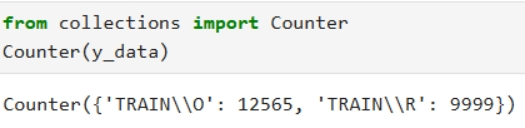 from collections import Counter
Counter(y_data)
Counter({'TRAIN\\O': 12565, 'TRAIN\\R': 9999})